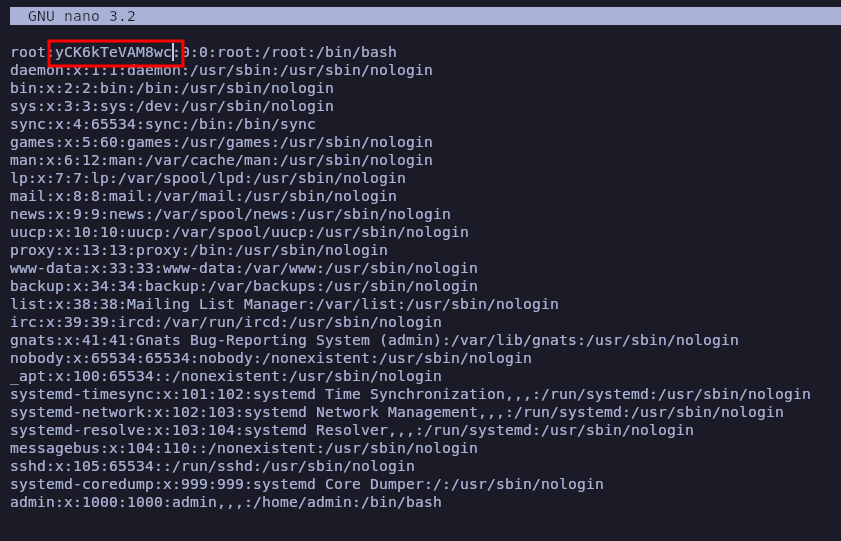 GNU nano 3.2
root:yCK6kTeVAM8wc:0:0:root:/root:/bin/bash
daemon:x:1:1:daemon:/usr/sbin:/usr/sbin/nologin
bin:x:2:2:bin:/bin:/usr/sbin/nologin
sys:x:3:3:sys:/dev:/usr/sbin/nologin
sync:x:4:65534:sync:/bin:/bin/sync
games:x:5:60:games:/usr/games:/usr/sbin/nologin
man:x:6:12:man:/var/cache/man:/usr/sbin/nologin
lp:x:7:7:lp:/var/spool/lpd:/usr/sbin/nologin
mail:x:8:8:mail:/var/mail:/usr/sbin/nologin
news:x:9:9:news:/var/spool/news:/usr/sbin/nologin
uucp:x:10:10:uucp:/var/spool/uucp:/usr/sbin/nologin
proxy:x:13:13:proxy:/bin:/usr/sbin/nologin
www-data:x:33:33:www-data:/var/www:/usr/sbin/nologin
backup:x:34:34:backup:/var/backups:/usr/sbin/nologin
list:x:38:38:Mailing List Manager:/var/list:/usr/sbin/nologin
irc:x:39:39:ircd:/var/run/ircd:/usr/sbin/nologin
gnats:x:41:41:Gnats Bug-Reporting System (admin):/var/lib/gnats:/usr/sbin/nologin
nobody:x:65534:65534:nobody:/nonexistent:/usr/sbin/nologin
_apt:x:100:65534::/nonexistent:/usr/sbin/nologin
systemd-timesync:x:101:102:systemd Time Synchronization,,,:/run/systemd:/usr/sbin/nologin
systemd-network:x:102:103:systemd Network Management,,,:/run/systemd:/usr/sbin/nologin
systemd-resolve:x:103:104:systemd Resolver,,,:/run/systemd:/usr/sbin/nologin
messagebus:x:104:110::/nonexistent:/usr/sbin/nologin
sshd:x:105:65534::/run/sshd:/usr/sbin/nologin
systemd-coredump:x:999:999:systemd Core Dumper:/:/usr/sbin/nologin
admin:x:1000:1000:admin,,,:/home/admin:/bin/bash